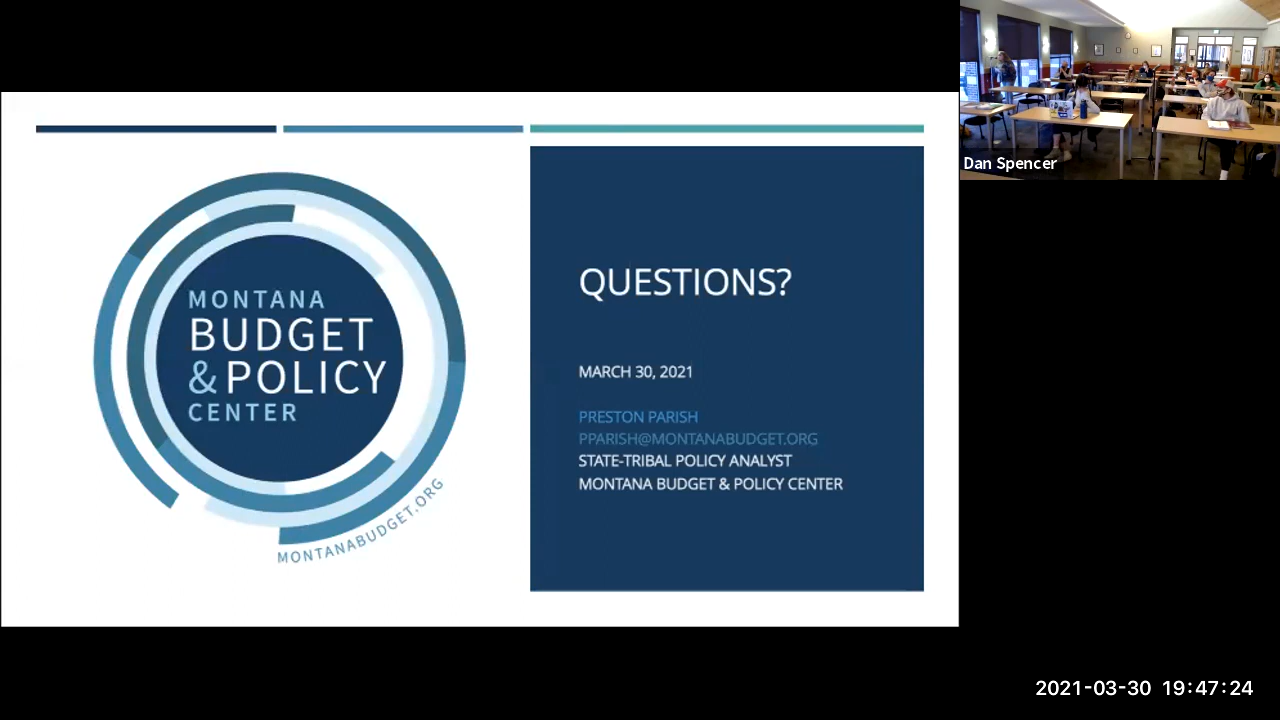 MONTANA
BUDGET
& POLICY
CENTER
MONTANABUDGET.ORG
QUESTIONS?
MARCH 30, 2021
PRESTON PARISH
PPARISH@MONTANABUDGET.ORG
STATE-TRIBAL POLICY ANALYST
MONTANA BUDGET & POLICY CENTER
Dan Spencer
2021-03-30 19:47:24